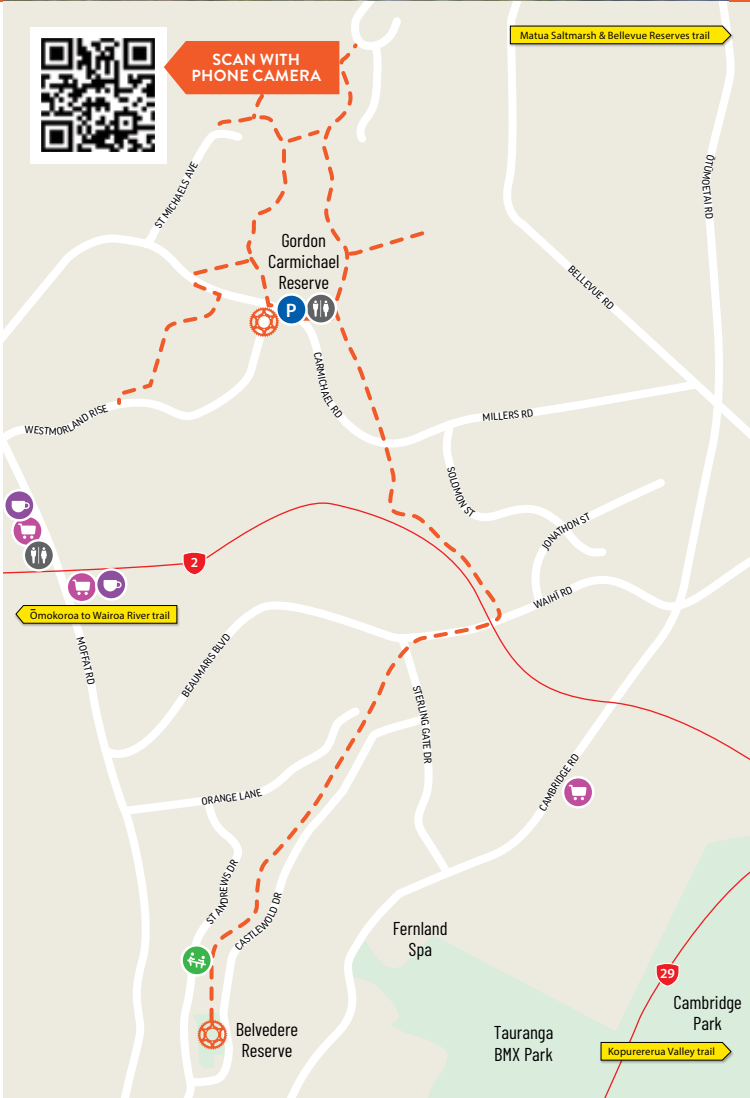 SCAN WITH
PHONE CAMERA
Matua Saltmarsh & Bellevue Reserves trail
ŌTŪMOETAI RD
ST MICHAELS AVE
Gordon
Carmichael
Reserve
BELLEVUE RD
P
CARMICHAEL RD
WESTMORLAND RISE
MILLERS RD
SOLOMON ST
JONATHON ST
2
WAIHĪ RD
Ōmokoroa to Wairoa River trail
MOFFAT RD
BEAUMARIS BLVD
STERLING GATE DR
ORANGE LANE
CAMBRIDGE RD
ST ANDREWS DR
CASTLEWOLD DR
Fernland
Spa
29
Cambridge
Park
Belvedere
Reserve
Tauranga
BMX Park
Kopurererua Valley trail